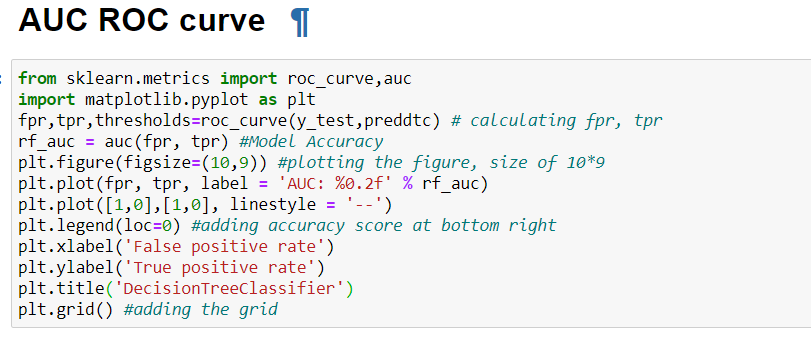 AUC ROC curve ¶
from sklearn.metrics import roc_curve,auc
import matplotlib.pyplot as plt
fpr,tpr,thresholds=roc_curve(y_test,preddtc) # calculating fpr, tpr
rf_auc = auc(fpr, tpr) #Model Accuracy
plt.figure(figsize=(10,9)) #plotting the figure, size of 10*9
plt.plot(fpr, tpr, label = 'AUC: %0.2f' % rf_auc)
plt.plot([1,0],[1,0], linestyle = '--')
plt.legend(loc=0) #adding accuracy score at bottom right
plt.xlabel('False positive rate')
plt.ylabel('True positive rate')
plt.title('DecisionTreeClassifier')
plt.grid() #adding the grid